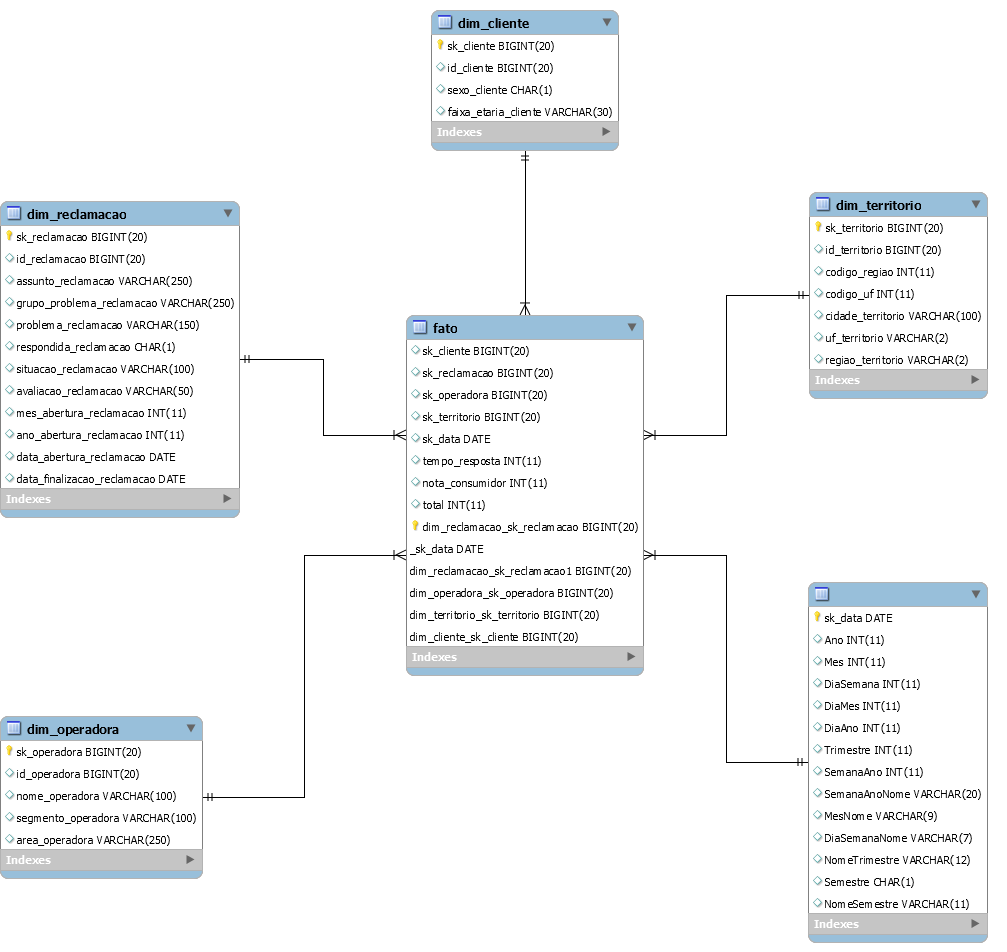 dim_cliente
sk_cliente BIGINT(20)
id_cliente BIGINT(20)
sexo_cliente CHAR(1)
faixa_etaria_cliente VARCHAR(30)
Indexes
dim_reclamacao
sk_reclamacao BIGINT(20)
id_reclamacao BIGINT(20)
assunto_reclamacao VARCHAR(250)
grupo_problema_reclamacao VARCHAR(250)
problema_reclamacao VARCHAR(150)
respondida_reclamacao CHAR(1)
situacao_reclamacao VARCHAR(100)
avaliacao_reclamacao VARCHAR(50)
mes_abertura_reclamacao INT(11)
ano_abertura_reclamacao INT(11)
data_abertura_reclamacao DATE
data_finalizacao_reclamacao DATE
Indexes
dim_territorio
sk_territorio BIGINT(20)
id_territorio BIGINT(20)
codigo_regiao INT(11)
codigo_uf INT(11)
cidade_territorio VARCHAR(100)
uf_territorio VARCHAR(2)
regiao_territorio VARCHAR(2)
Indexes
fato
sk_cliente BIGINT(20)
sk_reclamacao BIGINT(20)
sk_operadora BIGINT(20)
sk_territorio BIGINT(20)
sk_data DATE
tempo_resposta INT(11)
nota_consumidor INT(11)
total INT(11)
dim_reclamacao_sk_reclamacao BIGINT(20)
_sk_data DATE
dim_reclamacao_sk_reclamacao1 BIGINT(20)
dim_operadora_sk_operadora BIGINT(20)
dim_territorio_sk_territorio BIGINT(20)
dim_cliente_sk_cliente BIGINT(20)
Indexes
dim_operadora
sk_operadora BIGINT(20)
id_operadora BIGINT(20)
nome_operadora VARCHAR(100)
segmento_operadora VARCHAR(100)
area_operadora VARCHAR(250)
Indexes
sk_data DATE
Ano INT(11)
Mes INT(11)
DiaSemana INT(11)
DiaMes INT(11)
DiaAno INT(11)
Trimestre INT(11)
SemanaAno INT(11)
SemanaAnoNome VARCHAR(20)
MesNome VARCHAR(9)
DiaSemanaNome VARCHAR(7)
NomeTrimestre VARCHAR(12)
Semestre CHAR(1)
NomeSemestre VARCHAR(11)
Indexes